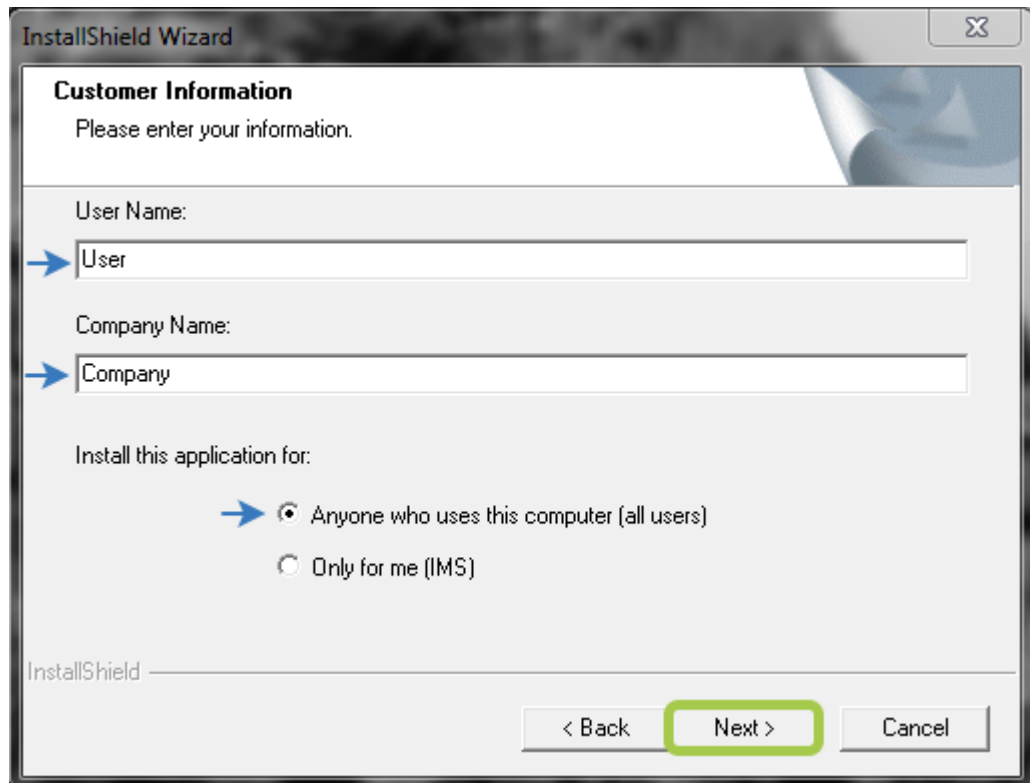 InstallShield Wizard
Customer Information
Please enter your information.
User Name:
User
Company Name:
Company
Install this application for:
Anyone who uses this computer (all users)
Only for me (IMS)
InstallShield
< Back Next > Cancel